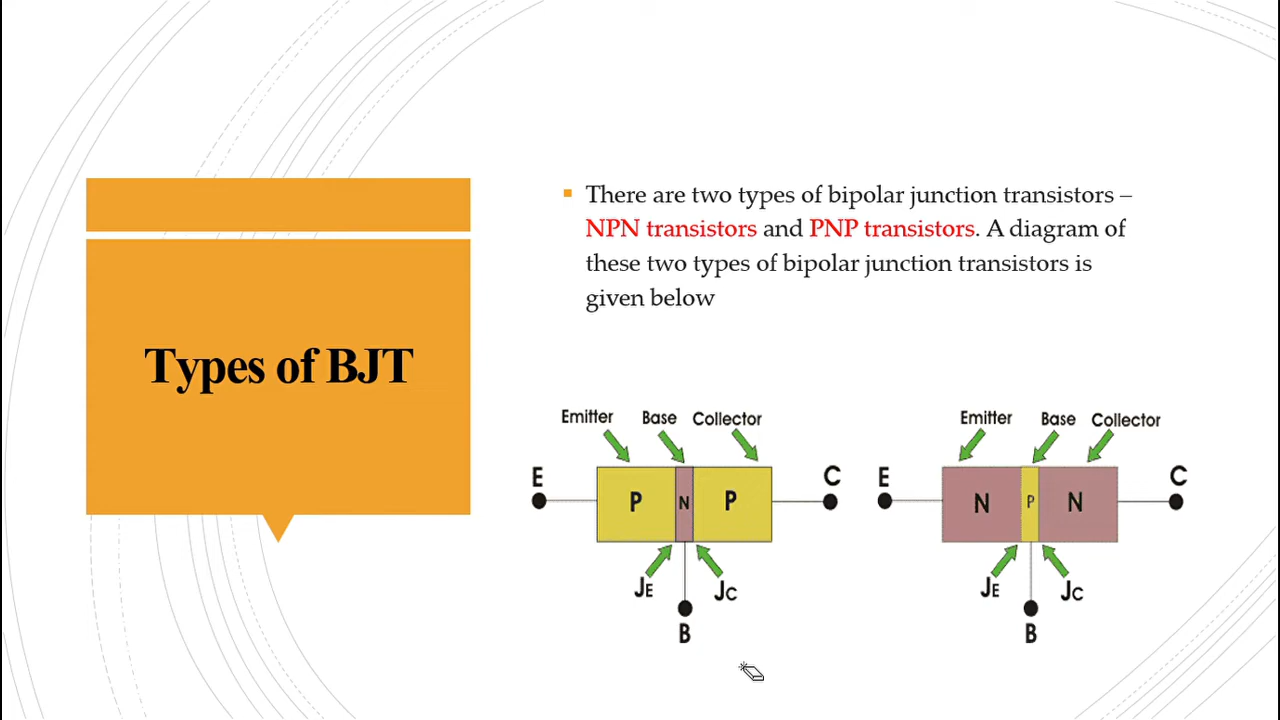 Types of BJT
There are two types of bipolar junction transistors –
NPN transistors and PNP transistors. A diagram of
these two types of bipolar junction transistors is
given below
Emitter Base Collector
E C
P N P
JE JC
B
Emitter Base Collector
E C
N P N
JE JC
B